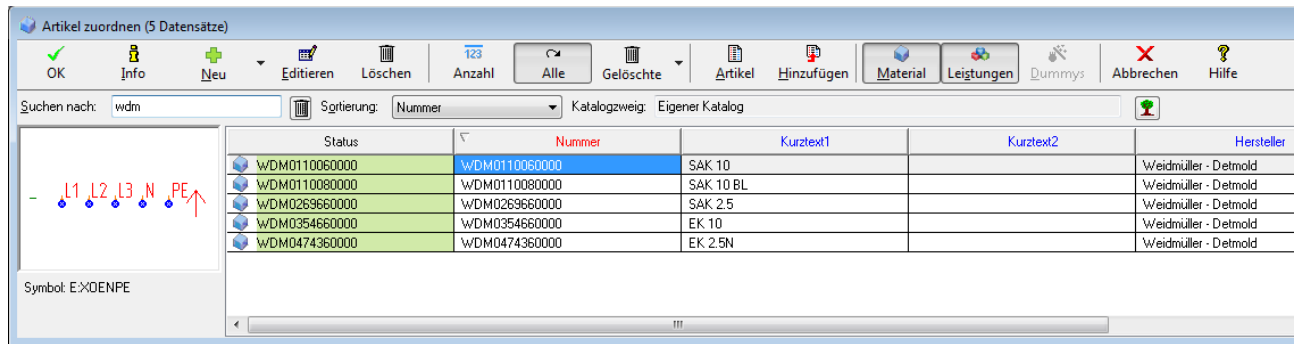 Artikel zuordnen (5 Datensätze)
OK Info Neu Editieren Löschen 123 Anzahl Alle Gelöschte Artikel Hinzufügen Material Leistungen Dummys Abbrechen Hilfe
Suchen nach: wdm Sortierung: Nummer Katalogzweig: Eigener Katalog
Status Nummer Kurztext1 Kurztext2 Hersteller
WDM0110060000 WDM0110060000 SAK 10 Weidmüller - Detmold
WDM0110080000 WDM0110080000 SAK 10 BL Weidmüller - Detmold
WDM0269660000 WDM0269660000 SAK 2.5 Weidmüller - Detmold
WDM0354660000 WDM0354660000 EK 10 Weidmüller - Detmold
WDM0474360000 WDM0474360000 EK 2.5N Weidmüller - Detmold
- L1 L2 L3 N PE
Symbol: E:XOENPE